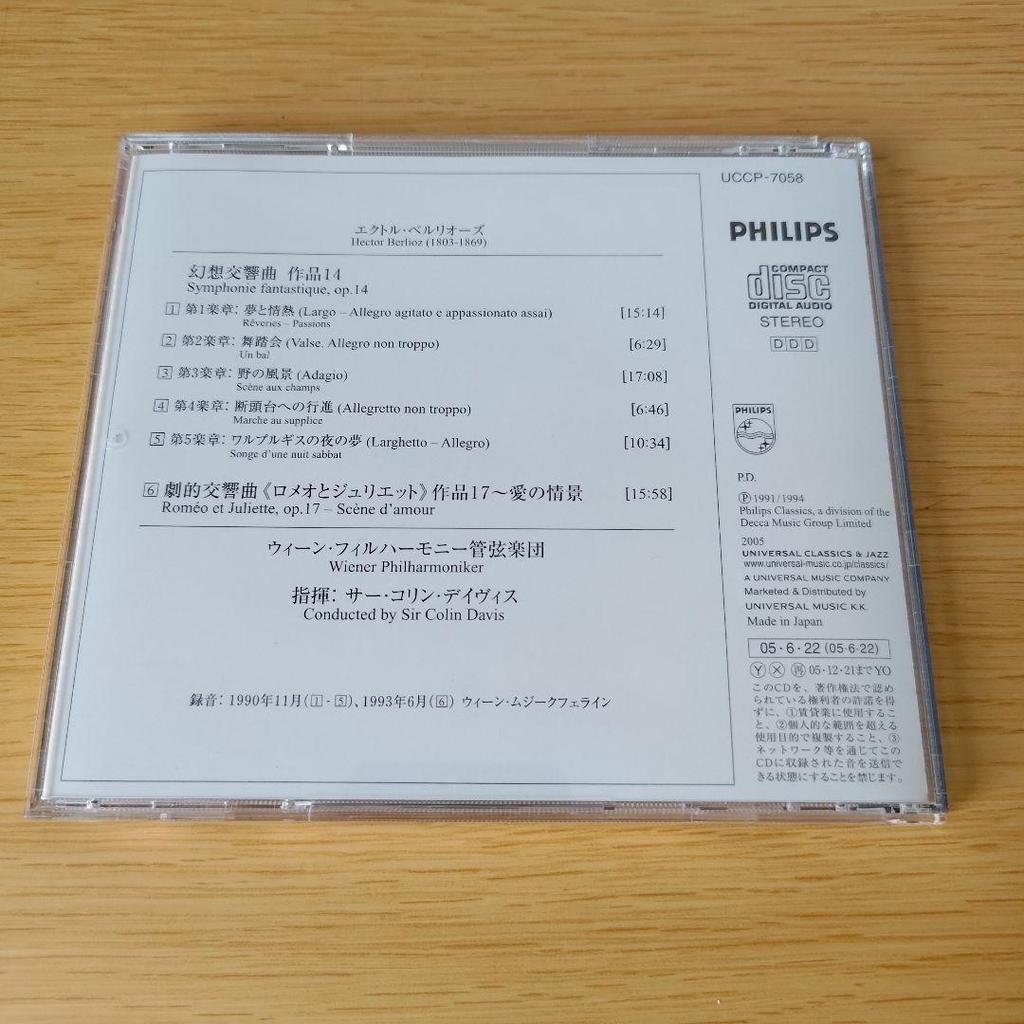 エクトル・ベルリオーズ
Hector Berlioz (1803-1869)
幻想交響曲 作品14
Symphonie fantastique, op.14
1 第1楽章: 夢と情熱 (Largo – Allegro agitato e appassionato assai) [15:14]
Rêveries – Passions
2 第2楽章: 舞踏会 (Valse. Allegro non troppo) [6:29]
Un bal
3 第3楽章: 野の風景 (Adagio) [17:08]
Scène aux champs
4 第4楽章: 断頭台への行進 (Allegretto non troppo) [6:46]
Marche au supplice
5 第5楽章: ワルプルギスの夜の夢 (Larghetto – Allegro) [10:34]
Songe d'une nuit sabbat
6 劇的交響曲《ロメオとジュリエット》作品17〜愛の情景 [15:58]
Roméo et Juliette, op.17 – Scène d'amour
ウィーン・フィルハーモニー管弦楽団
Wiener Philharmoniker
指揮: サー・コリン・デイヴィス
Conducted by Sir Colin Davis
録音: 1990年11月(1-5)、1993年6月(6) ウィーン・ムジークフェライン
UCCP-7058
PHILIPS
COMPACT
disc
DIGITAL AUDIO
STEREO
DDD
PHILIPS
P.D.
℗ 1991/1994
Philips Classics, a division of the
Decca Music Group Limited
2005
UNIVERSAL CLASSICS & JAZZ
www.universal-music.co.jp/classics/
A UNIVERSAL MUSIC COMPANY
Marketed & Distributed by
UNIVERSAL MUSIC K.K.
Made in Japan
05・6・22 (05・6・22)
Ⓨ Ⓧ 再 05・12・21まで YO
このCDを、著作権法で認め
られている権利者の許諾を得
ずに、①賃貸業に使用するこ
と、②個人的な範囲を超える
使用目的で複製すること、③
ネットワーク等を通じてこの
CDに収録された音を送信で
きる状態にすることを禁じます。